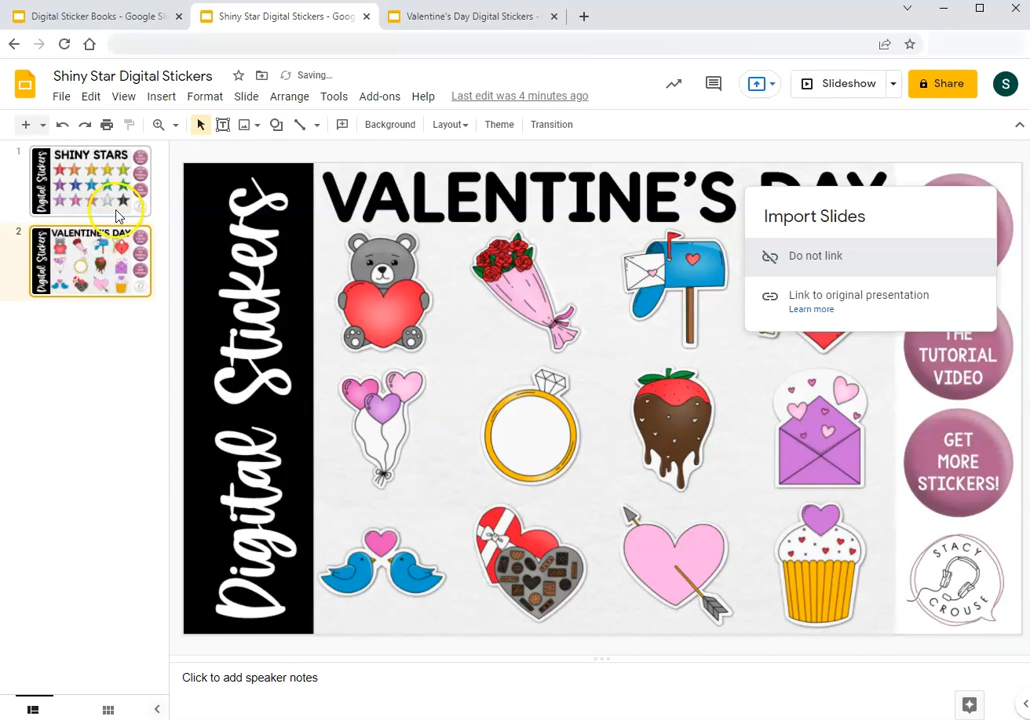 Digital Sticker Books - Google Sl
Shiny Star Digital Stickers - Goog
Valentine's Day Digital Stickers -
Shiny Star Digital Stickers
Saving...
File Edit View Insert Format Slide Arrange Tools Add-ons Help
Last edit was 4 minutes ago
Slideshow
Share
S
Background Layout Theme Transition
1
SHINY STARS
Digital Stickers
2
VALENTINE'S DAY
Digital Stickers
Digital Stickers
VALENTINE'S DAY
Import Slides
Do not link
Link to original presentation
Learn more
THE
TUTORIAL
VIDEO
GET
MORE
STICKERS!
STACY
CROUSE
Click to add speaker notes